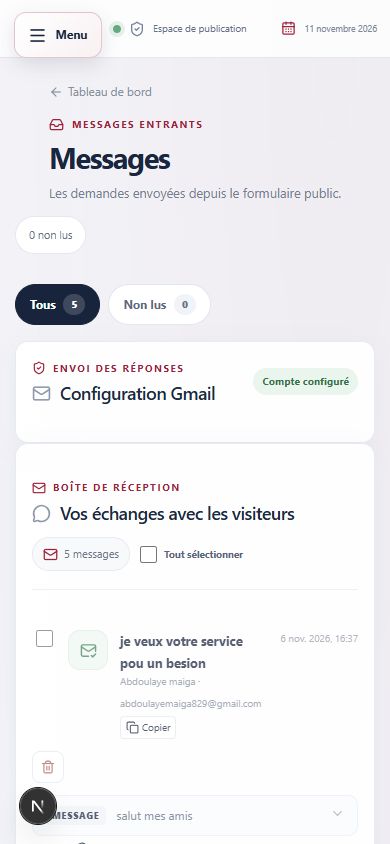 Menu
Espace de publication
11 novembre 2026
Tableau de bord
MESSAGES ENTRANTS
Messages
Les demandes envoyées depuis le formulaire public.
0 non lus
Tous 5
Non lus 0
ENVOI DES RÉPONSES
Configuration Gmail
Compte configuré
BOÎTE DE RÉCEPTION
Vos échanges avec les visiteurs
5 messages
Tout sélectionner
je veux votre service
pou un besion
6 nov. 2026, 16:37
Abdoulaye maiga ·
abdoulayemaiga829@gmail.com
Copier
N
MESSAGE
salut mes amis